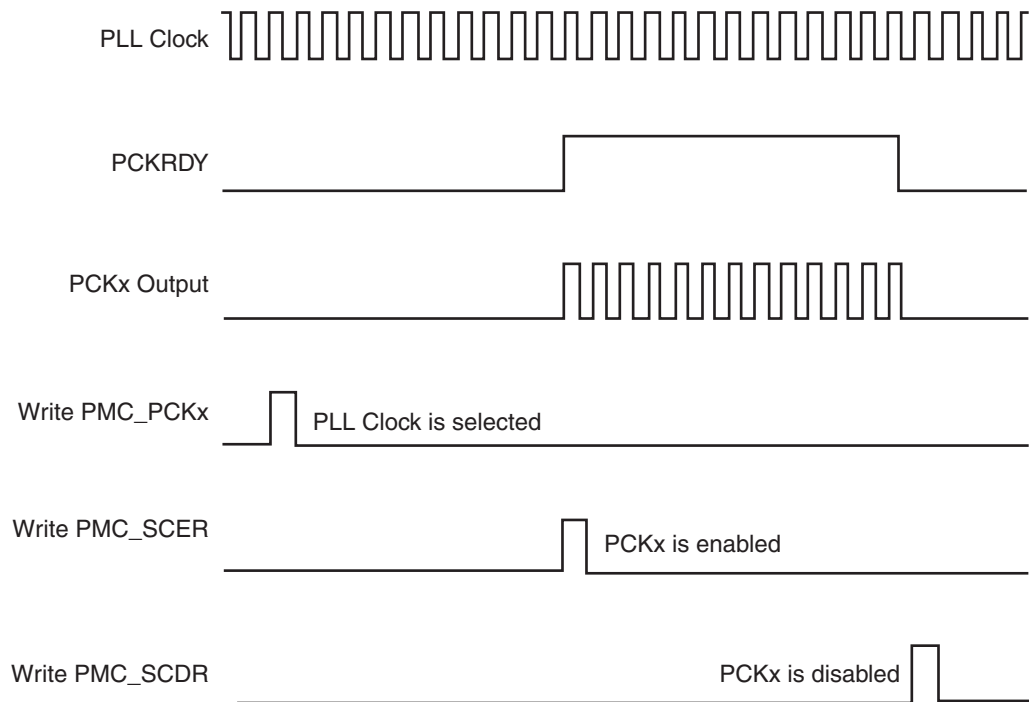 PLL Clock
PCKRDY
PCKx Output
Write PMC_PCKx
PLL Clock is selected
Write PMC_SCER
PCKx is enabled
Write PMC_SCDR
PCKx is disabled